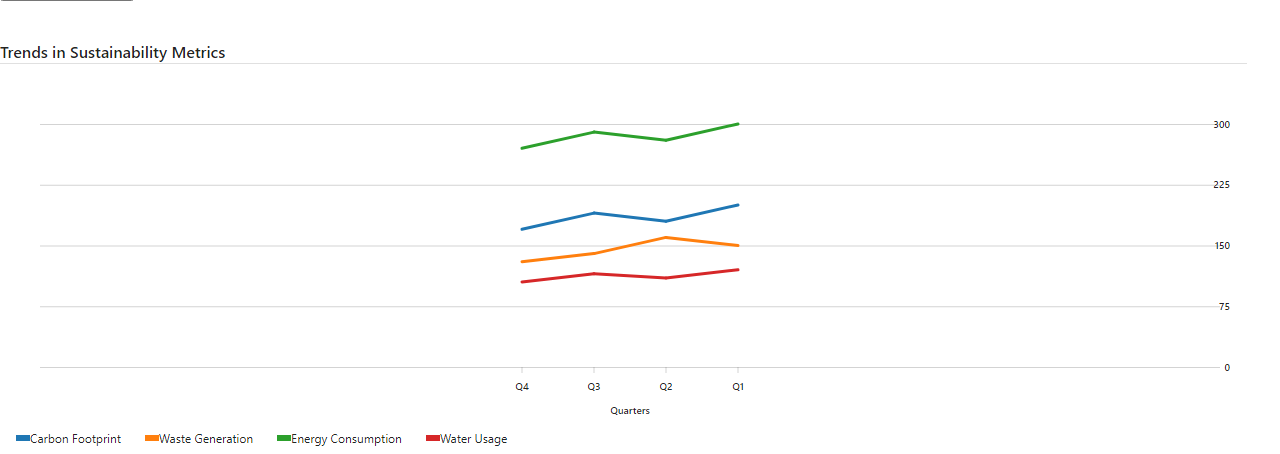 Trends in Sustainability Metrics
300
225
150
75
0
Q4 Q3 Q2 Q1
Quarters
Carbon Footprint Waste Generation Energy Consumption Water Usage